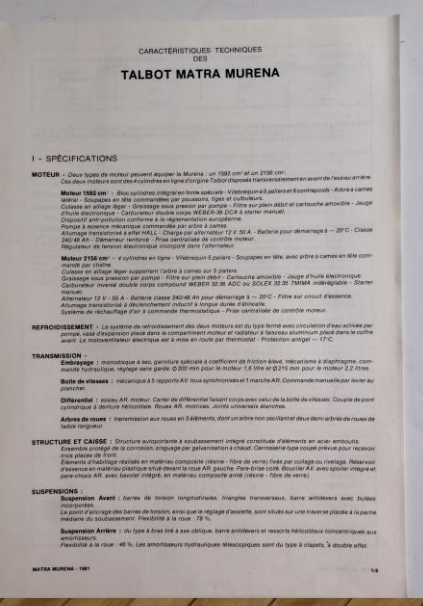 CARACTÉRISTIQUES TECHNIQUES
DES
TALBOT MATRA MURENA
I - SPÉCIFICATIONS
MOTEUR - Deux types de moteur peuvent équiper la Murena : un 1592 cm³ et un 2156 cm³.
Ces deux moteurs sont des 4 cylindres en ligne d'origine Talbot disposés transversalement en avant de l'essieu arrière.
Moteur 1592 cm³ - Bloc cylindres intégral en fonte spéciale - Vilebrequin à 5 paliers et 8 contrepoids - Arbre à cames
latéral - Soupapes en tête commandées par poussoirs, tiges et culbuteurs.
Culasse en alliage léger - Graissage sous pression par pompe - Filtre sur plein débit et cartouche amovible - Jauge
d'huile électronique - Carburateur double corps WEBER-36 DCA à starter manuel.
Dispositif anti-pollution conforme à la réglementation européenne.
Pompe à essence mécanique commandée par arbre à cames.
Allumage transistorisé à effet HALL - Charge par alternateur 12 V. 50 A. - Batterie pour démarrage à — 20°C - Classe
240/48 Ah - Démarreur renforcé - Prise centralisée de contrôle moteur.
Régulateur de tension électronique incorporé dans l'alternateur.
Moteur 2156 cm³ - 4 cylindres en ligne - Vilebrequin 5 paliers - Soupapes en tête, avec arbre à cames en tête com-
mandé par chaîne.
Culasse en alliage léger supportant l'arbre à cames sur 5 paliers.
Graissage sous pression par pompe - Filtre sur plein débit - Cartouche amovible - Jauge d'huile électronique.
Carburateur inversé double corps compound WEBER 32-36 ADC ou SOLEX 32-35 TMIMA indéréglable - Starter
manuel.
Alternateur 12 V - 55 A - Batterie classe 240/48 Ah pour démarrage à — 20°C - Filtre sur circuit d'essence.
Allumage transistorisé à déclenchement inductif à longue durée d'étincelle.
Système de réchauffage d'air à commande thermostatique - Prise centralisée de contrôle moteur.
REFROIDISSEMENT - Le système de refroidissement des deux moteurs est du type fermé avec circulation d'eau activée par
pompe, vase d'expansion placé dans le compartiment moteur et radiateur à faisceau aluminium placé dans le coffre
avant. Le motoventilateur électrique est à mise en route par thermostat - Protection antigel — 17°C.
TRANSMISSION -
Embrayage : monodisque à sec, garniture spéciale à coefficient de friction élevé, mécanisme à diaphragme, com-
mande hydraulique, réglage sans garde. Ø 200 mm pour le moteur 1,6 litre et Ø 215 mm pour le moteur 2,2 litres.
Boîte de vitesses : mécanique à 5 rapports AV. tous synchronisés et 1 marche AR. Commande manuelle par levier au
plancher.
Différentiel : essieu AR. moteur. Carter de différentiel faisant corps avec celui de la boîte de vitesses. Couple de pont
cylindrique à denture hélicoïdale. Roues AR. motrices. Joints universels étanches.
Arbres de roues : transmission aux roues en 3 éléments, dont un arbre non oscillant et deux demi-arbres de roues de
faible longueur.
STRUCTURE ET CAISSE : Structure autoporteuse à soubassement intégré constituée d'éléments en acier emboutis.
Ensemble protégé de la corrosion, zinguage par galvanisation à chaud. Carrosserie type coupé prévue pour recevoir
trois places de front.
Éléments d'habillage réalisés en matériau composite (résine - fibre de verre), fixés par collage ou rivetage. Réservoir
d'essence en matériau plastique situé devant la roue AR. gauche. Pare-brise collé. Bouclier AV. avec spoiler intégré et
pare-chocs AR. avec bavolet intégré, en matériau composite armé (résine - fibre de verre).
SUSPENSIONS :
Suspension Avant : barres de torsion longitudinales, triangles transversaux, barre antidévers avec butées
incorporées.
Le point d'ancrage des barres de torsion, ainsi que le réglage d'assiette, sont situés sur une traverse placée à la partie
médiane du soubassement. Flexibilité à la roue : 78 %.
Suspension Arrière : du type à bras tiré à axe oblique, barre antidévers et ressorts hélicoïdaux concentriques aux
amortisseurs.
Flexibilité à la roue : 46 %. Les amortisseurs hydrauliques télescopiques sont du type à clapets, à double effet.
MATRA MURENA - 1981
1/8